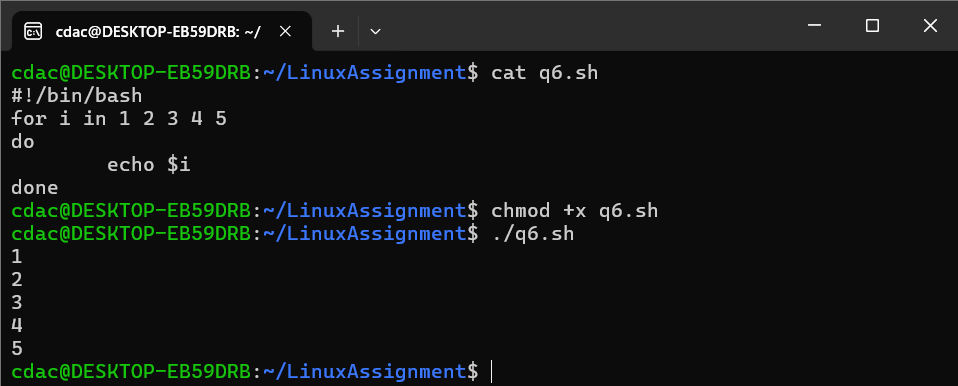 cdac@DESKTOP-EB59DRB: ~/
cdac@DESKTOP-EB59DRB:~/LinuxAssignment$ cat q6.sh
#!/bin/bash
for i in 1 2 3 4 5
do
        echo $i
done
cdac@DESKTOP-EB59DRB:~/LinuxAssignment$ chmod +x q6.sh
cdac@DESKTOP-EB59DRB:~/LinuxAssignment$ ./q6.sh
1
2
3
4
5
cdac@DESKTOP-EB59DRB:~/LinuxAssignment$